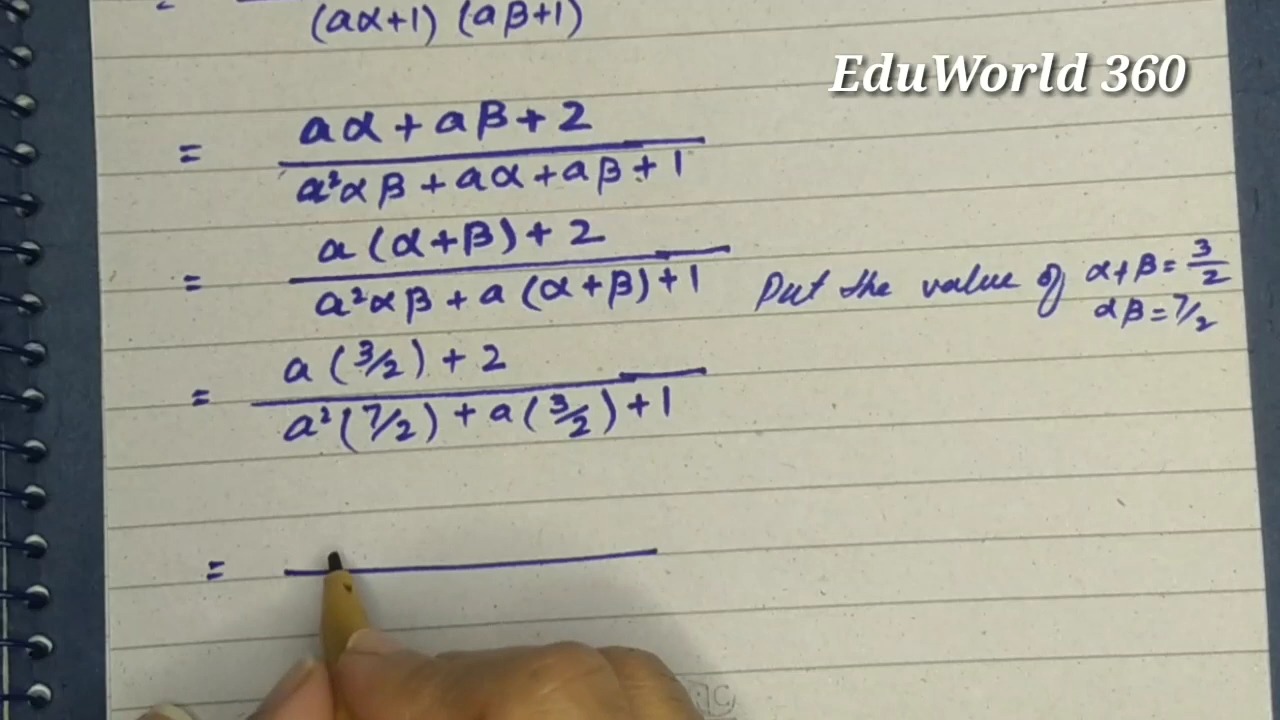 (aα+1) (aβ+1)
EduWorld 360
= aα + aβ + 2
a²αβ + aα + aβ + 1
= a (α+β) + 2
a²αβ + a (α+β) + 1
Put the value of α+β = 3/2
αβ = 7/2
= a (3/2) + 2
a² (7/2) + a (3/2) + 1
=